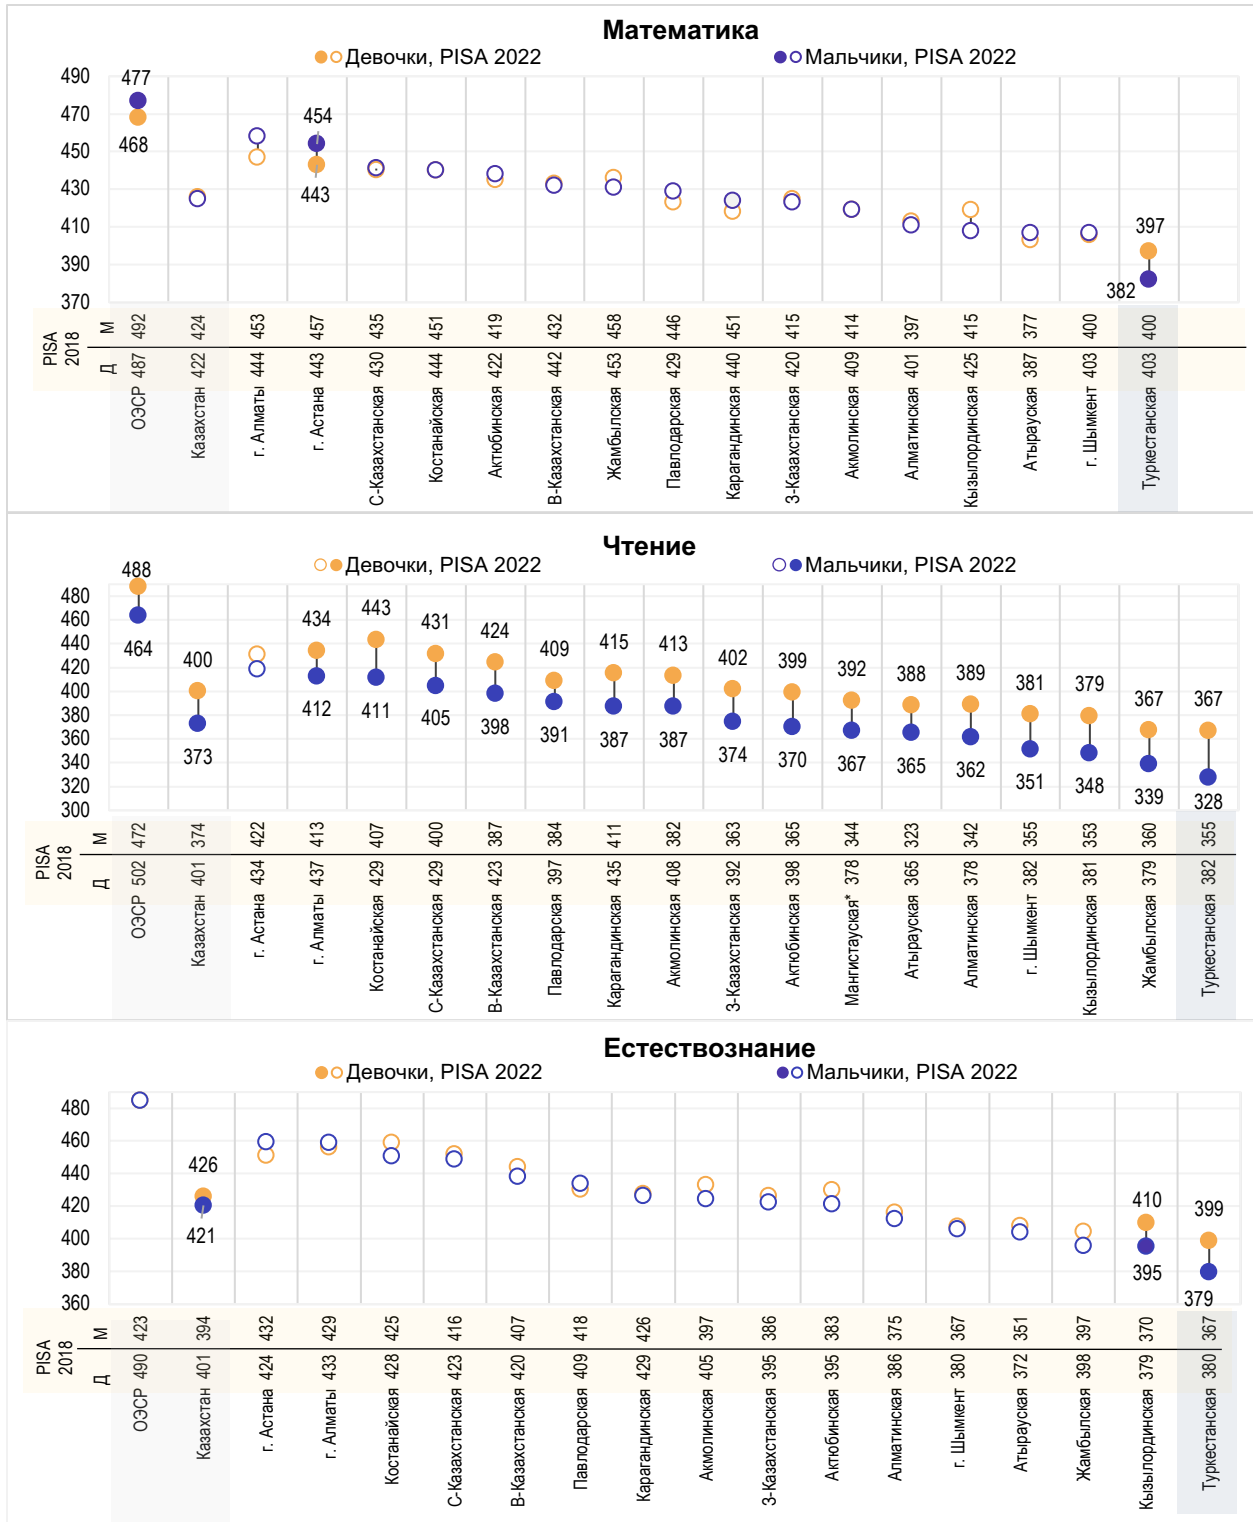 Математика
Девочки, PISA 2022
Мальчики, PISA 2022
490
470
450
430
410
390
370
477
468
454
443
397
382
PISA 2018
М 492 424 453 457 435 451 419 432 458 446 451 415 414 397 415 377 400 400
Д 487 422 444 443 430 444 422 442 453 429 440 420 409 401 425 387 403 403
ОЭСР
Казахстан
г. Алматы
г. Астана
С-Казахстанская
Костанайская
Актюбинская
В-Казахстанская
Жамбылская
Павлодарская
Карагандинская
З-Казахстанская
Акмолинская
Алматинская
Кызылординская
Атырауская
г. Шымкент
Туркестанская
Чтение
Девочки, PISA 2022
Мальчики, PISA 2022
480
460
440
420
400
380
360
340
320
300
488 400 434 443 431 424 409 415 413 402 399 392 388 389 381 379 367 367
464 373 412 411 405 398 391 387 387 374 370 367 365 362 351 348 339 328
PISA 2018
М 472 374 422 413 407 400 387 384 411 382 363 365 344 323 342 355 353 360 355
Д 502 401 434 437 429 429 423 397 435 408 392 398 378 365 378 382 381 379 382
ОЭСР
Казахстан
г. Астана
г. Алматы
Костанайская
С-Казахстанская
В-Казахстанская
Павлодарская
Карагандинская
Акмолинская
З-Казахстанская
Актюбинская
Мангистауская*
Атырауская
Алматинская
г. Шымкент
Кызылординская
Жамбылская
Туркестанская
Естествознание
Девочки, PISA 2022
Мальчики, PISA 2022
480
460
440
420
400
380
360
426
421
410
395
399
379
PISA 2018
М 423 394 432 429 425 416 407 418 426 397 386 383 375 367 351 397 370 367
Д 490 401 424 433 428 423 420 409 429 405 395 395 386 380 372 398 379 380
ОЭСР
Казахстан
г. Астана
г. Алматы
Костанайская
С-Казахстанская
В-Казахстанская
Павлодарская
Карагандинская
Акмолинская
З-Казахстанская
Актюбинская
Алматинская
г. Шымкент
Атырауская
Жамбылская
Кызылординская
Туркестанская